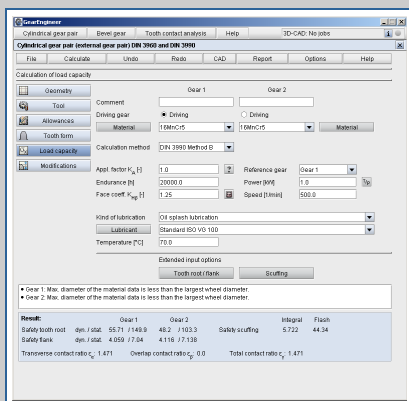 GearEngineer
Cylindrical gear pair Bevel gear Tooth contact analysis Help 3D-CAD: No jobs
Cylindrical gear pair (external gear pair) DIN 3960 and DIN 3990
File Calculate Undo Redo CAD Report Options Help
Calculation of load capacity
Geometry
Tool
Allowances
Tooth form
Load capacity
Modifications
Gear 1 Gear 2
Comment
Driving gear Driving Driving
Material 16MnCr5 16MnCr5 Material
Calculation method DIN 3990 Method B
Appl. factor KA [-] 1.0 ? Reference gear Gear 1
Endurance [h] 20000.0 Power [kW] 1.0
Face coeff. KHβ [-] 1.25 Speed [1/min] 500.0
Kind of lubrication Oil splash lubrication
Lubricant Standard ISO VG 100
Temperature [°C] 70.0
Extended input options
Tooth root / flank Scuffing
• Gear 1: Max. diameter of the material data is less than the largest wheel diameter.
• Gear 2: Max. diameter of the material data is less than the largest wheel diameter.
Result: Gear 1 Gear 2 Integral Flash
Safety tooth root dyn. / stat. 55.71 / 149.9 48.2 / 103.3 Safety scuffing 5.722 44.34
Safety flank dyn. / stat. 4.059 / 7.04 4.116 / 7.138
Transverse contact ratio εα: 1.471 Overlap contact ratio εβ: 0.0 Total contact ratio εγ: 1.471